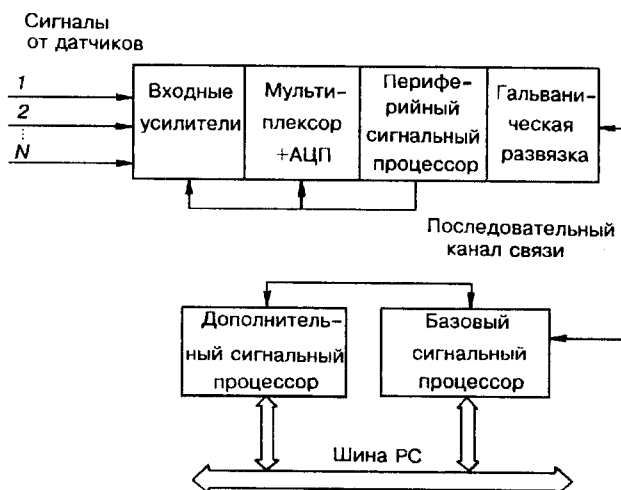 Сигналы
от датчиков
1
2
N
Входные
усилители
Мульти-
плексор
+АЦП
Перифе-
рийный
сигнальный
процессор
Гальвани-
ческая
развязка
Последовательный
канал связи
Дополнитель-
ный сигнальный
процессор
Базовый
сигнальный
процессор
Шина PC